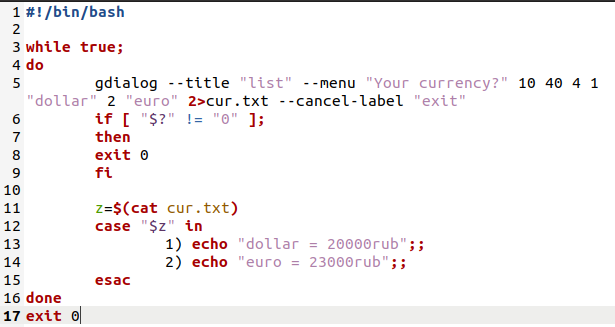 1 #!/bin/bash
2
3 while true;
4 do
5 gdialog --title "list" --menu "Your currency?" 10 40 4 1
"dollar" 2 "euro" 2>cur.txt --cancel-label "exit"
6 if [ "$?" != "0" ];
7 then
8 exit 0
9 fi
10
11 z=$(cat cur.txt)
12 case "$z" in
13 1) echo "dollar = 20000rub";;
14 2) echo "euro = 23000rub";;
15 esac
16 done
17 exit 0